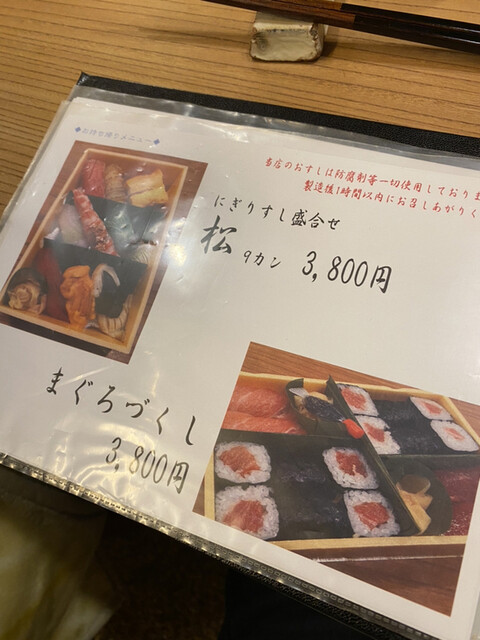 ◆お持ち帰りメニュー◆
当店のおすしは防腐剤等一切使用しておりま
製造後1時間以内にお召しあがりく
にぎりすし盛合せ
松 9カン 3,800円
まぐろづくし
3,800円